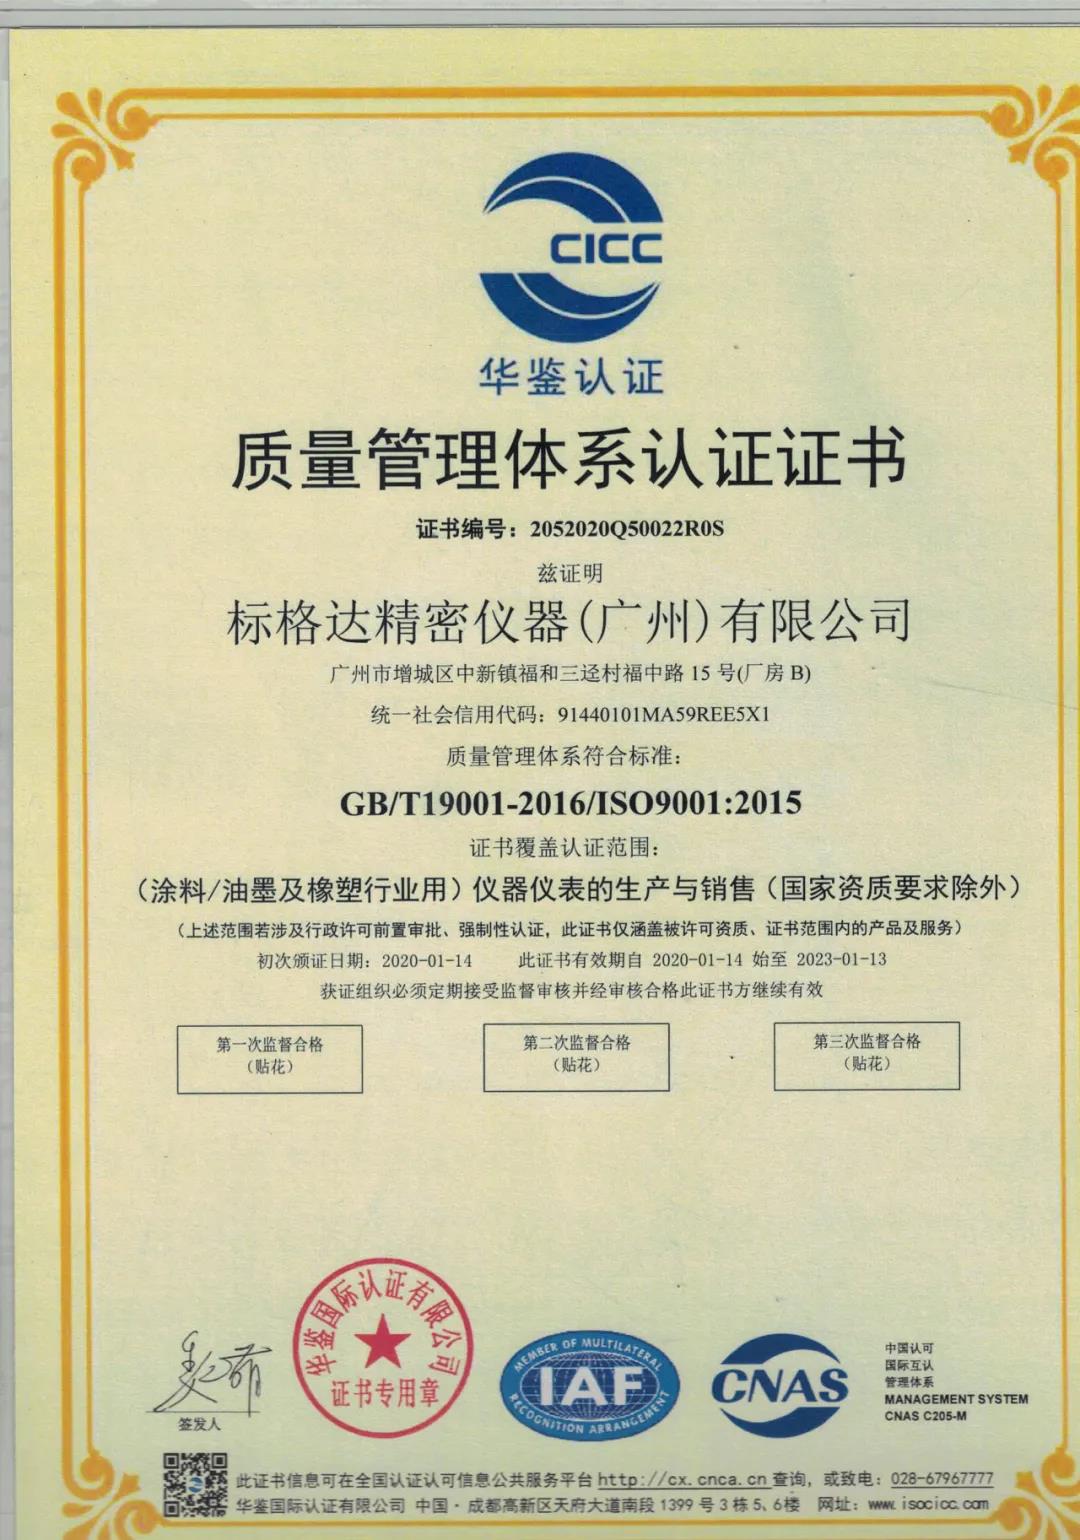 CICC
华鉴认证
质量管理体系认证证书
证书编号：2052020Q50022R0S
兹证明
标格达精密仪器(广州)有限公司
广州市增城区中新镇福和三迳村福中路 15 号(厂房 B)
统一社会信用代码：91440101MA59REE5X1
质量管理体系符合标准：
GB/T19001-2016/ISO9001:2015
证书覆盖认证范围：
（涂料/油墨及橡塑行业用）仪器仪表的生产与销售（国家资质要求除外）
（上述范围若涉及行政许可前置审批、强制性认证，此证书仅涵盖被许可资质、证书范围内的产品及服务）
初次颁证日期：2020-01-14 此证书有效期自 2020-01-14 始至 2023-01-13
获证组织必须定期接受监督审核并经审核合格此证书方继续有效
第一次监督合格
（贴花）
第二次监督合格
（贴花）
第三次监督合格
（贴花）
签发人
华鉴国际认证有限公司
证书专用章
MEMBER OF MULTILATERAL
IAF
RECOGNITION ARRANGEMENT
CNAS
中国认可
国际互认
管理体系
MANAGEMENT SYSTEM
CNAS C205-M
此证书信息可在全国认证认可信息公共服务平台 http://cx.cnca.cn 查询，或致电：028-67967777
华鉴国际认证有限公司 中国·成都高新区天府大道南段 1399 号 3 栋 5、6楼 网址：www.isocicc.com